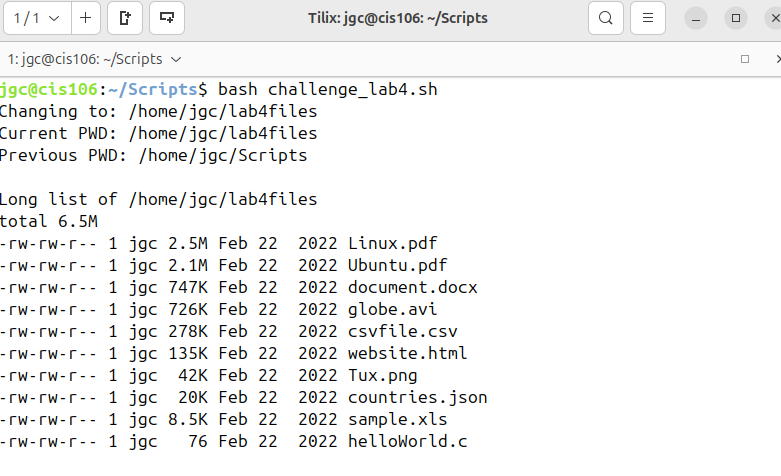 1 / 1
Tilix: jgc@cis106: ~/Scripts
1: jgc@cis106: ~/Scripts
jgc@cis106:~/Scripts$ bash challenge_lab4.sh
Changing to: /home/jgc/lab4files
Current PWD: /home/jgc/lab4files
Previous PWD: /home/jgc/Scripts
Long list of /home/jgc/lab4files
total 6.5M
-rw-rw-r-- 1 jgc 2.5M Feb 22  2022 Linux.pdf
-rw-rw-r-- 1 jgc 2.1M Feb 22  2022 Ubuntu.pdf
-rw-rw-r-- 1 jgc 747K Feb 22  2022 document.docx
-rw-rw-r-- 1 jgc 726K Feb 22  2022 globe.avi
-rw-rw-r-- 1 jgc 278K Feb 22  2022 csvfile.csv
-rw-rw-r-- 1 jgc 135K Feb 22  2022 website.html
-rw-rw-r-- 1 jgc  42K Feb 22  2022 Tux.png
-rw-rw-r-- 1 jgc  20K Feb 22  2022 countries.json
-rw-rw-r-- 1 jgc 8.5K Feb 22  2022 sample.xls
-rw-rw-r-- 1 jgc   76 Feb 22  2022 helloWorld.c